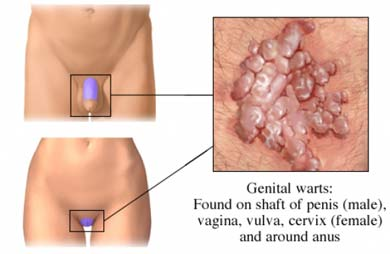 Genital warts:
Found on shaft of penis (male),
vagina, vulva, cervix (female)
and around anus